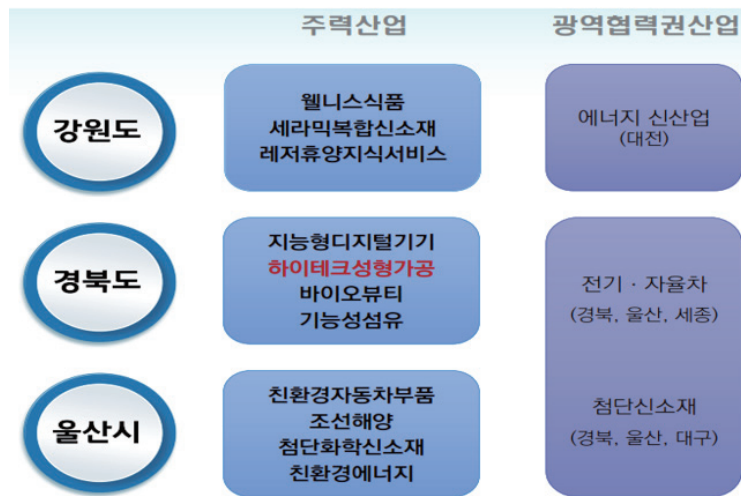 주력산업
광역협력권산업
강원도
웰니스식품
세라믹복합신소재
레저휴양지식서비스
에너지 신산업
(대전)
경북도
지능형디지털기기
하이테크성형가공
바이오뷰티
기능성섬유
전기 · 자율차
(경북, 울산, 세종)
울산시
친환경자동차부품
조선해양
첨단화학신소재
친환경에너지
첨단신소재
(경북, 울산, 대구)